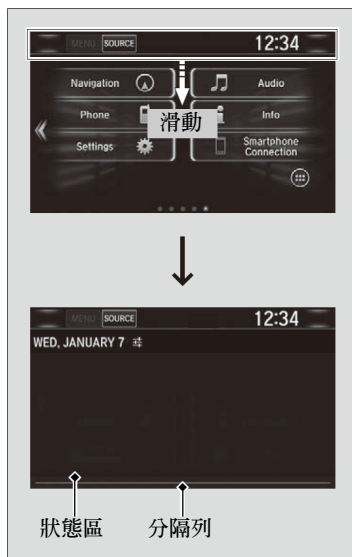 MENU SOURCE 12:34
Navigation Audio
Phone Info
滑動
Settings Smartphone Connection
MENU SOURCE 12:34
WED, JANUARY 7
狀態區 分隔列